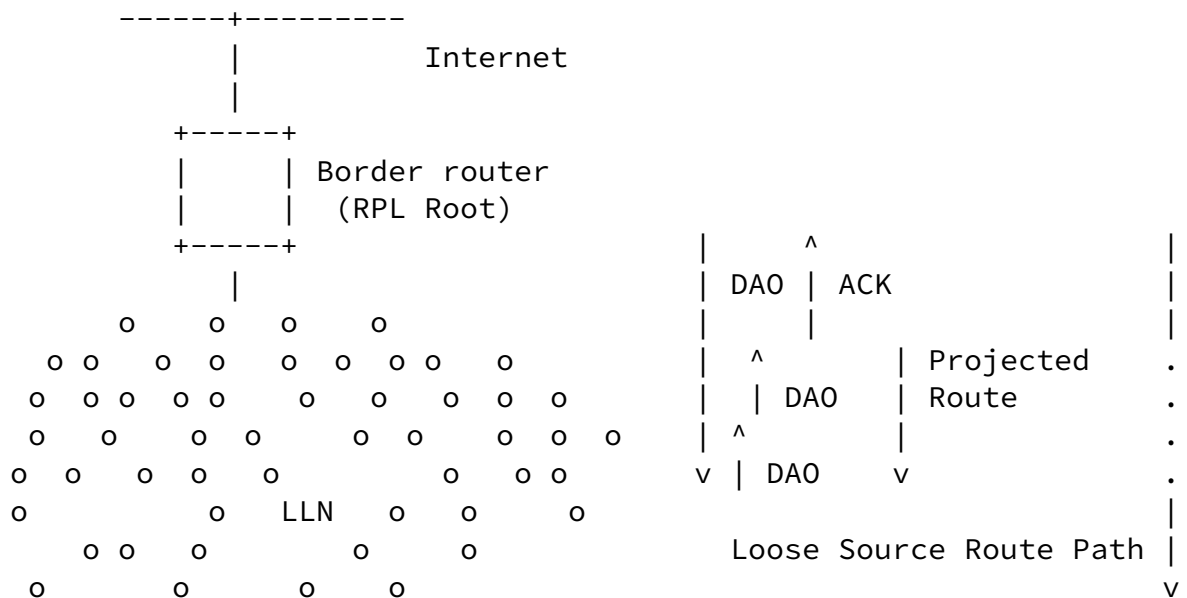 Internet
Border router
(RPL Root)
DAO ACK
Projected
DAO Route
DAO
LLN
Loose Source Route Path